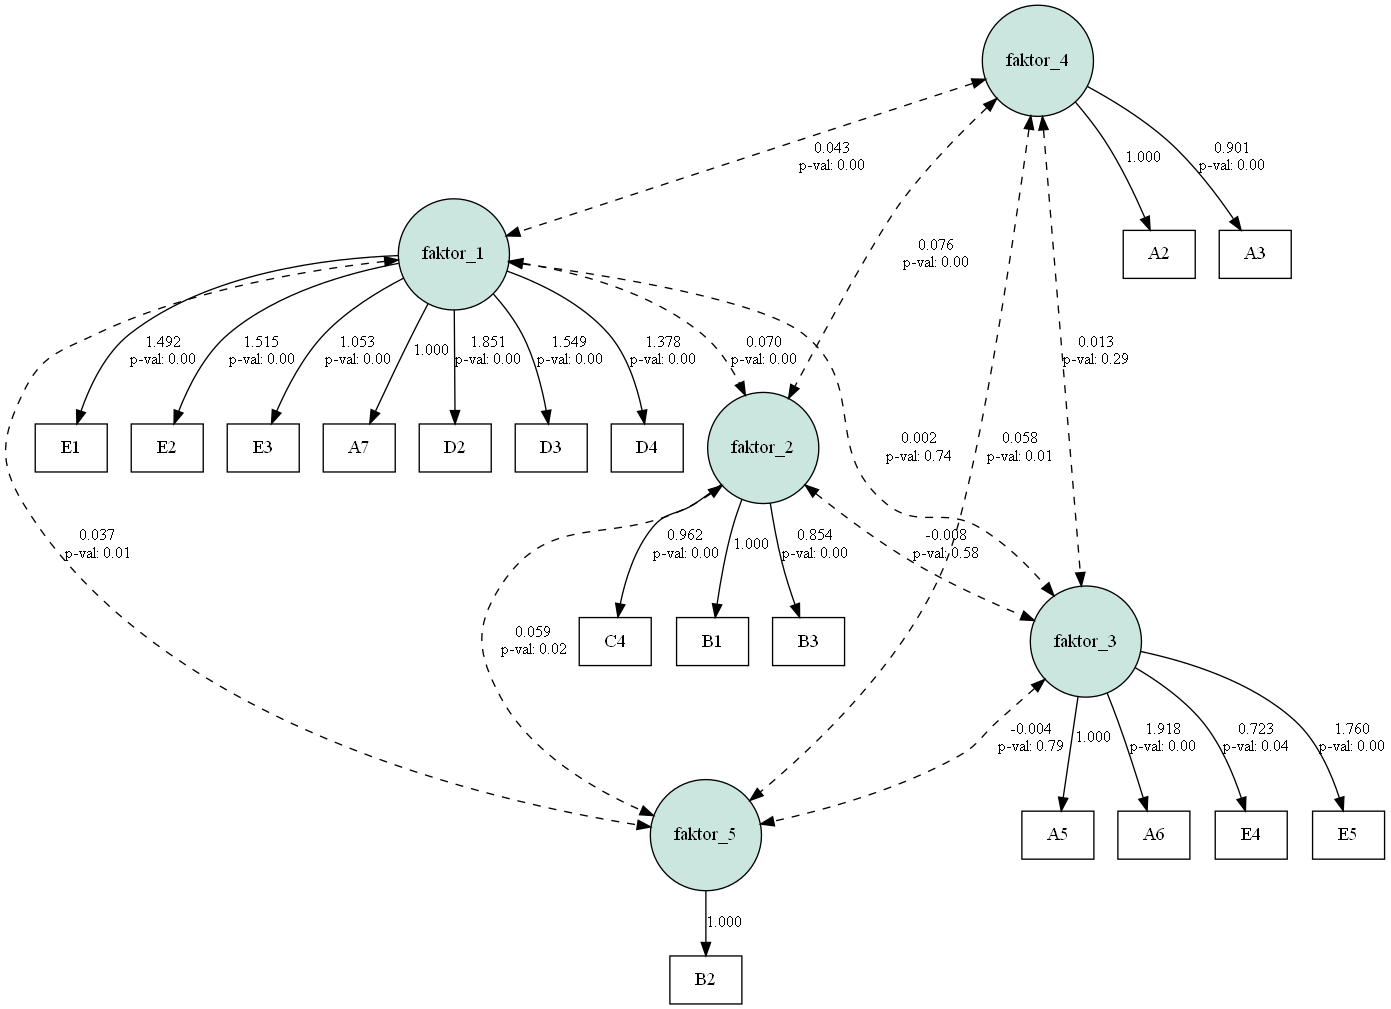 faktor_4
0.043
p-val: 0.00
1.000
0.901
p-val: 0.00
faktor_1
0.076
p-val: 0.00
A2
A3
1.492
p-val: 0.00
1.515
p-val: 0.00
1.053
p-val: 0.00
1.000
1.851
p-val: 0.00
1.549
p-val: 0.00
1.378
p-val: 0.00
0.070
p-val: 0.00
0.013
p-val: 0.29
E1
E2
E3
A7
D2
D3
D4
faktor_2
0.002
p-val: 0.74
0.058
p-val: 0.01
0.037
p-val: 0.01
0.962
p-val: 0.00
1.000
0.854
p-val: 0.00
-0.008
p-val: 0.58
0.059
p-val: 0.02
C4
B1
B3
faktor_3
-0.004
p-val: 0.79
1.000
1.918
p-val: 0.00
0.723
p-val: 0.04
1.760
p-val: 0.00
faktor_5
A5
A6
E4
E5
1.000
B2